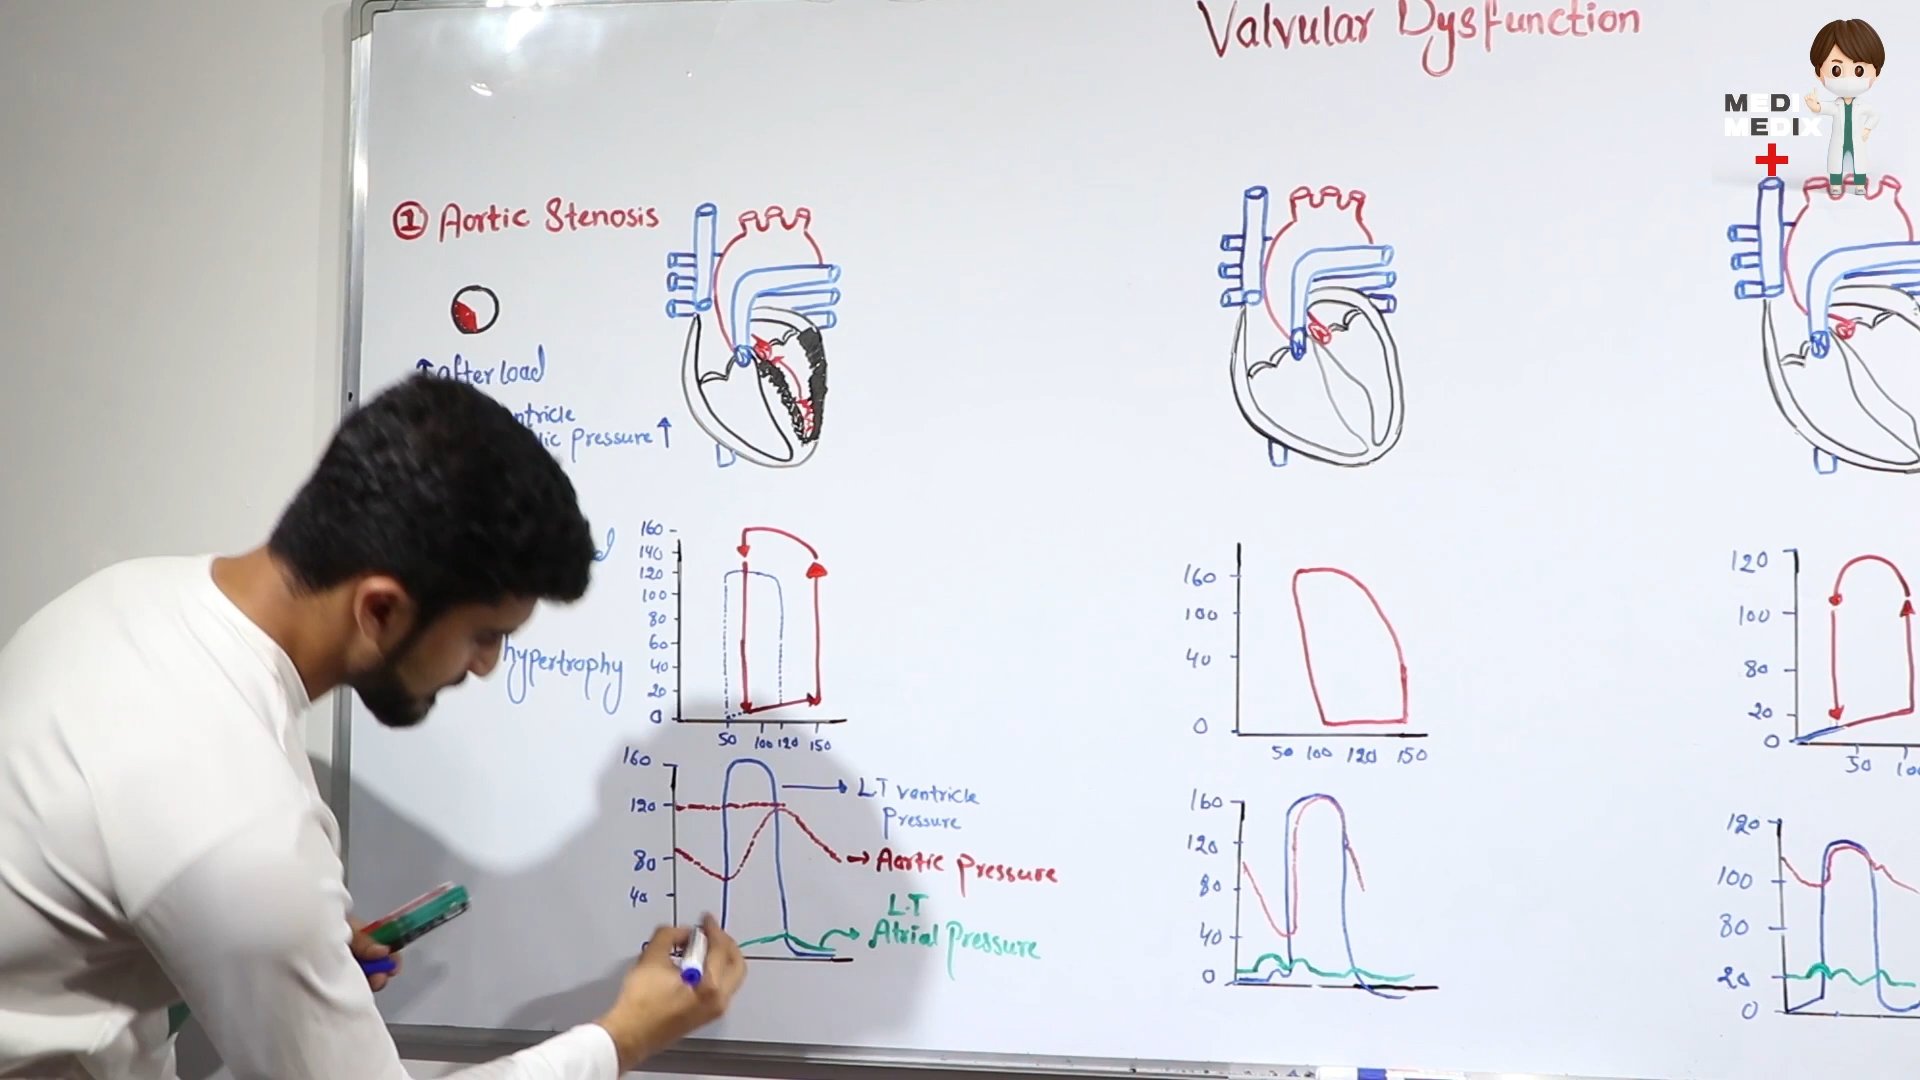 Valvular Dysfunction
MEDI
MEDIX
① Aortic Stenosis
↑ after load
Pressure ↑
hypertrophy
160
140
120
100
80
60
40
20
0
50 100 120 150
160
120
80
40
→ LT ventricle
Pressure
→ Aortic Pressure
LT
→ Atrial Pressure
160
100
40
0
50 100 120 150
160
120
80
40
0
120
100
80
20
0
50
120
100
80
20
0